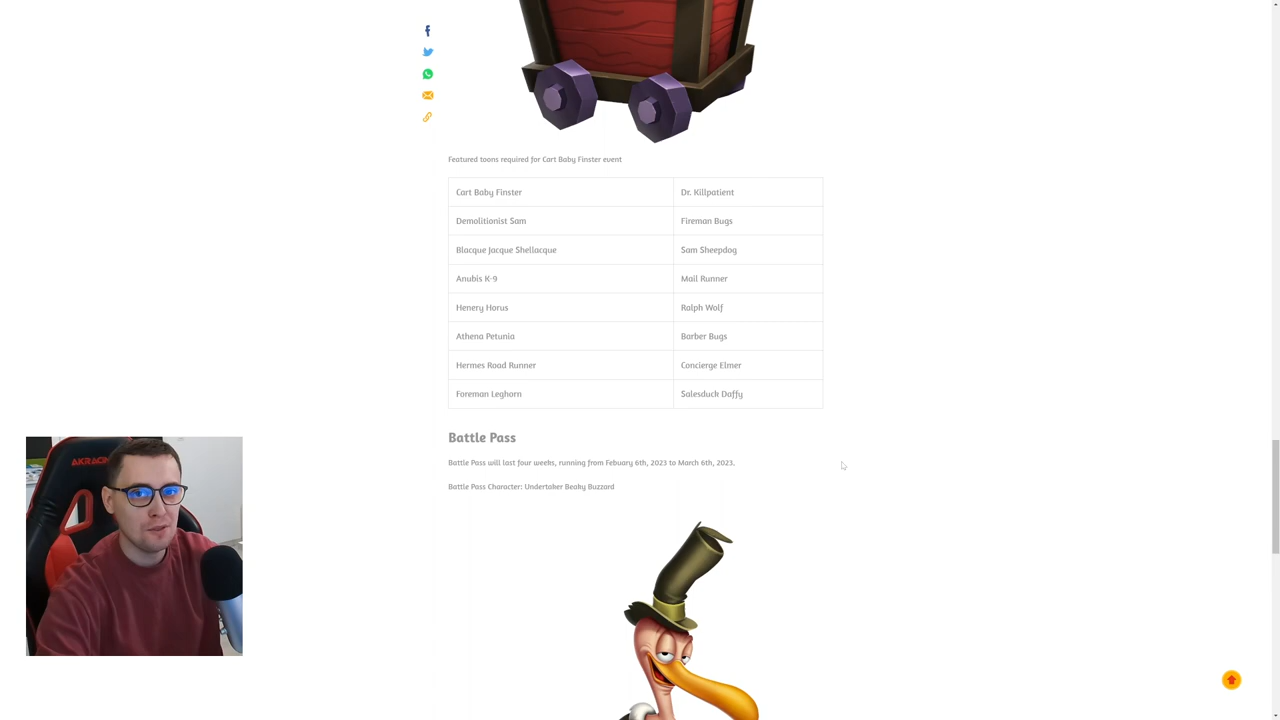 Featured toons required for Cart Baby Finster event
Cart Baby Finster Dr. Killpatient
Demolitionist Sam Fireman Bugs
Blacque Jacque Shellacque Sam Sheepdog
Anubis K-9 Mail Runner
Henery Horus Ralph Wolf
Athena Petunia Barber Bugs
Hermes Road Runner Concierge Elmer
Foreman Leghorn Salesduck Daffy
Battle Pass
Battle Pass will last four weeks, running from Febuary 6th, 2023 to March 6th, 2023.
Battle Pass Character: Undertaker Beaky Buzzard
AKRACING